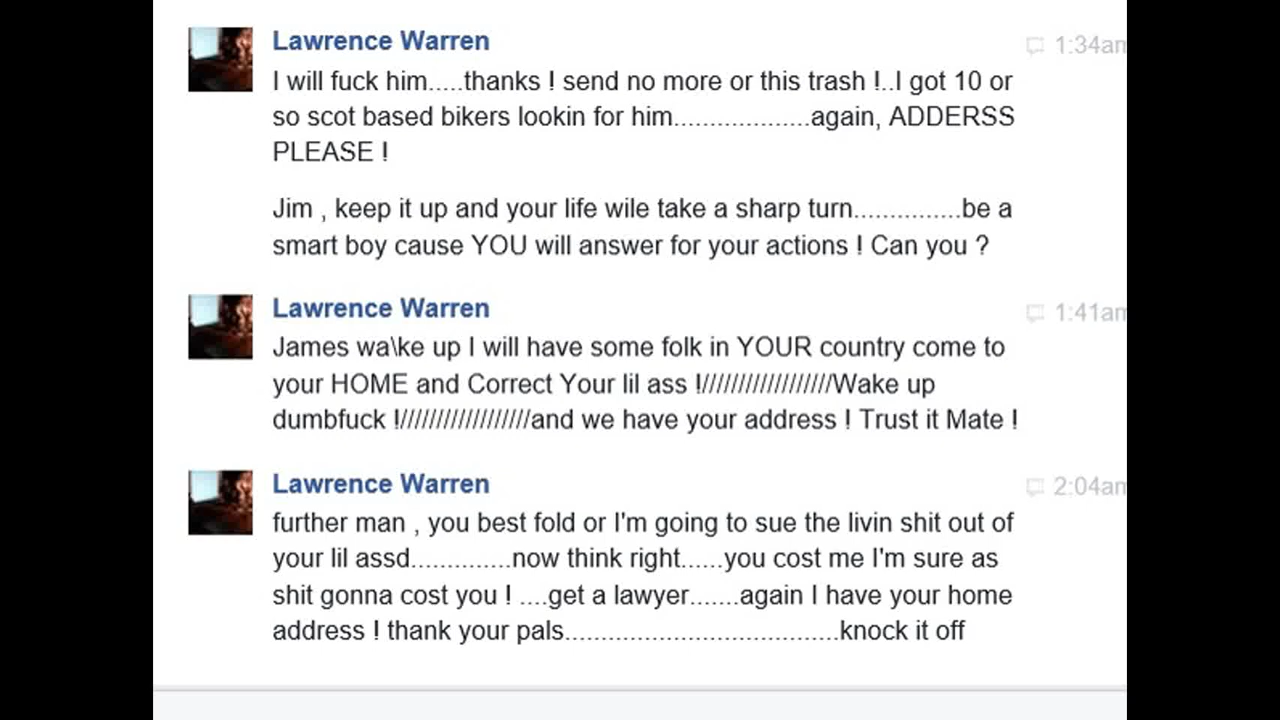 Lawrence Warren 1:34am
I will fuck him.....thanks ! send no more or this trash !..I got 10 or
so scot based bikers lookin for him...................again, ADDERSS
PLEASE !
Jim , keep it up and your life wile take a sharp turn...............be a
smart boy cause YOU will answer for your actions ! Can you ?
Lawrence Warren 1:41am
James wa\ke up I will have some folk in YOUR country come to
your HOME and Correct Your lil ass !//////////////////Wake up
dumbfuck !//////////////////and we have your address ! Trust it Mate !
Lawrence Warren 2:04am
further man , you best fold or I'm going to sue the livin shit out of
your lil assd..............now think right......you cost me I'm sure as
shit gonna cost you ! ....get a lawyer.......again I have your home
address ! thank your pals......................................knock it off